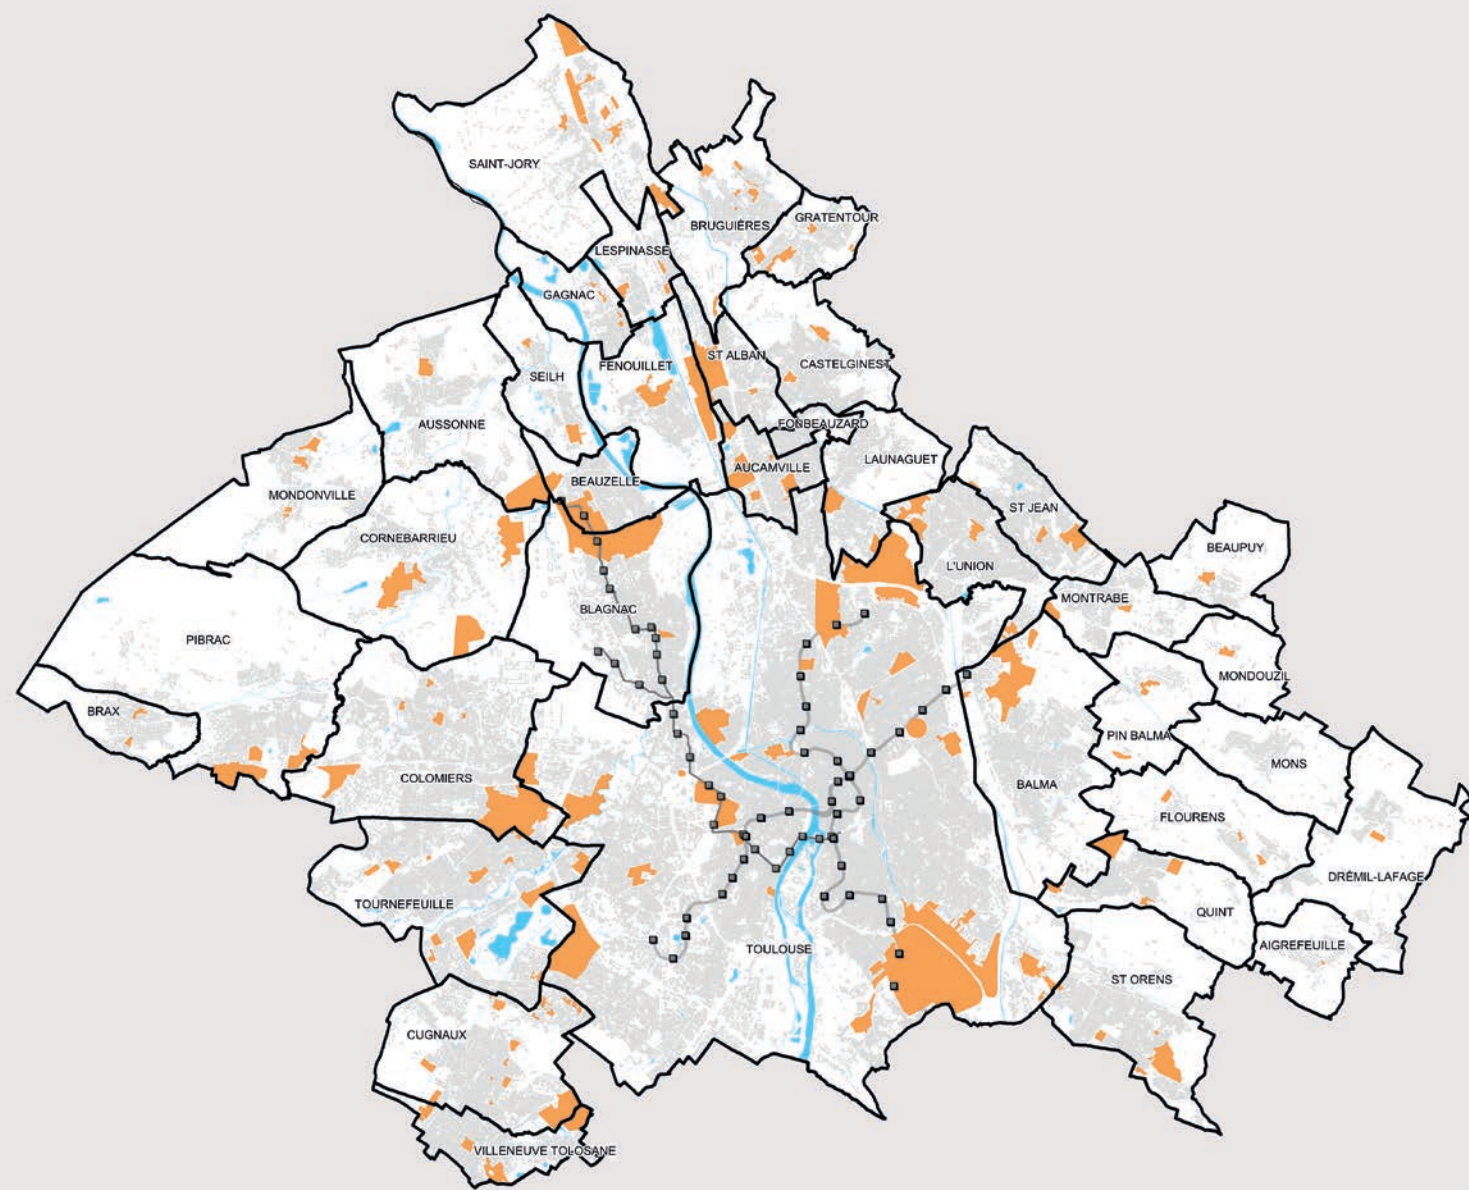 SAINT-JORY
BRUGUIÈRES
GRATENTOUR
LESPINASSE
GAGNAC
ST ALBAN
CASTELGINEST
FENOUILLET
SEILH
AUSSONNE
FONBEAUZARD
LAUNAGUET
AUCAMVILLE
BEAUZELLE
MONDONVILLE
ST JEAN
CORNEBARRIEU
BEAUPUY
L'UNION
MONTRABE
BLAGNAC
PIBRAC
MONDOUZIL
BRAX
PIN BALMA
MONS
COLOMIERS
BALMA
FLOURENS
DRÉMIL-LAFAGE
TOURNEFEUILLE
QUINT
AIGREFEUILLE
TOULOUSE
ST ORENS
CUGNAUX
VILLENEUVE TOLOSANE